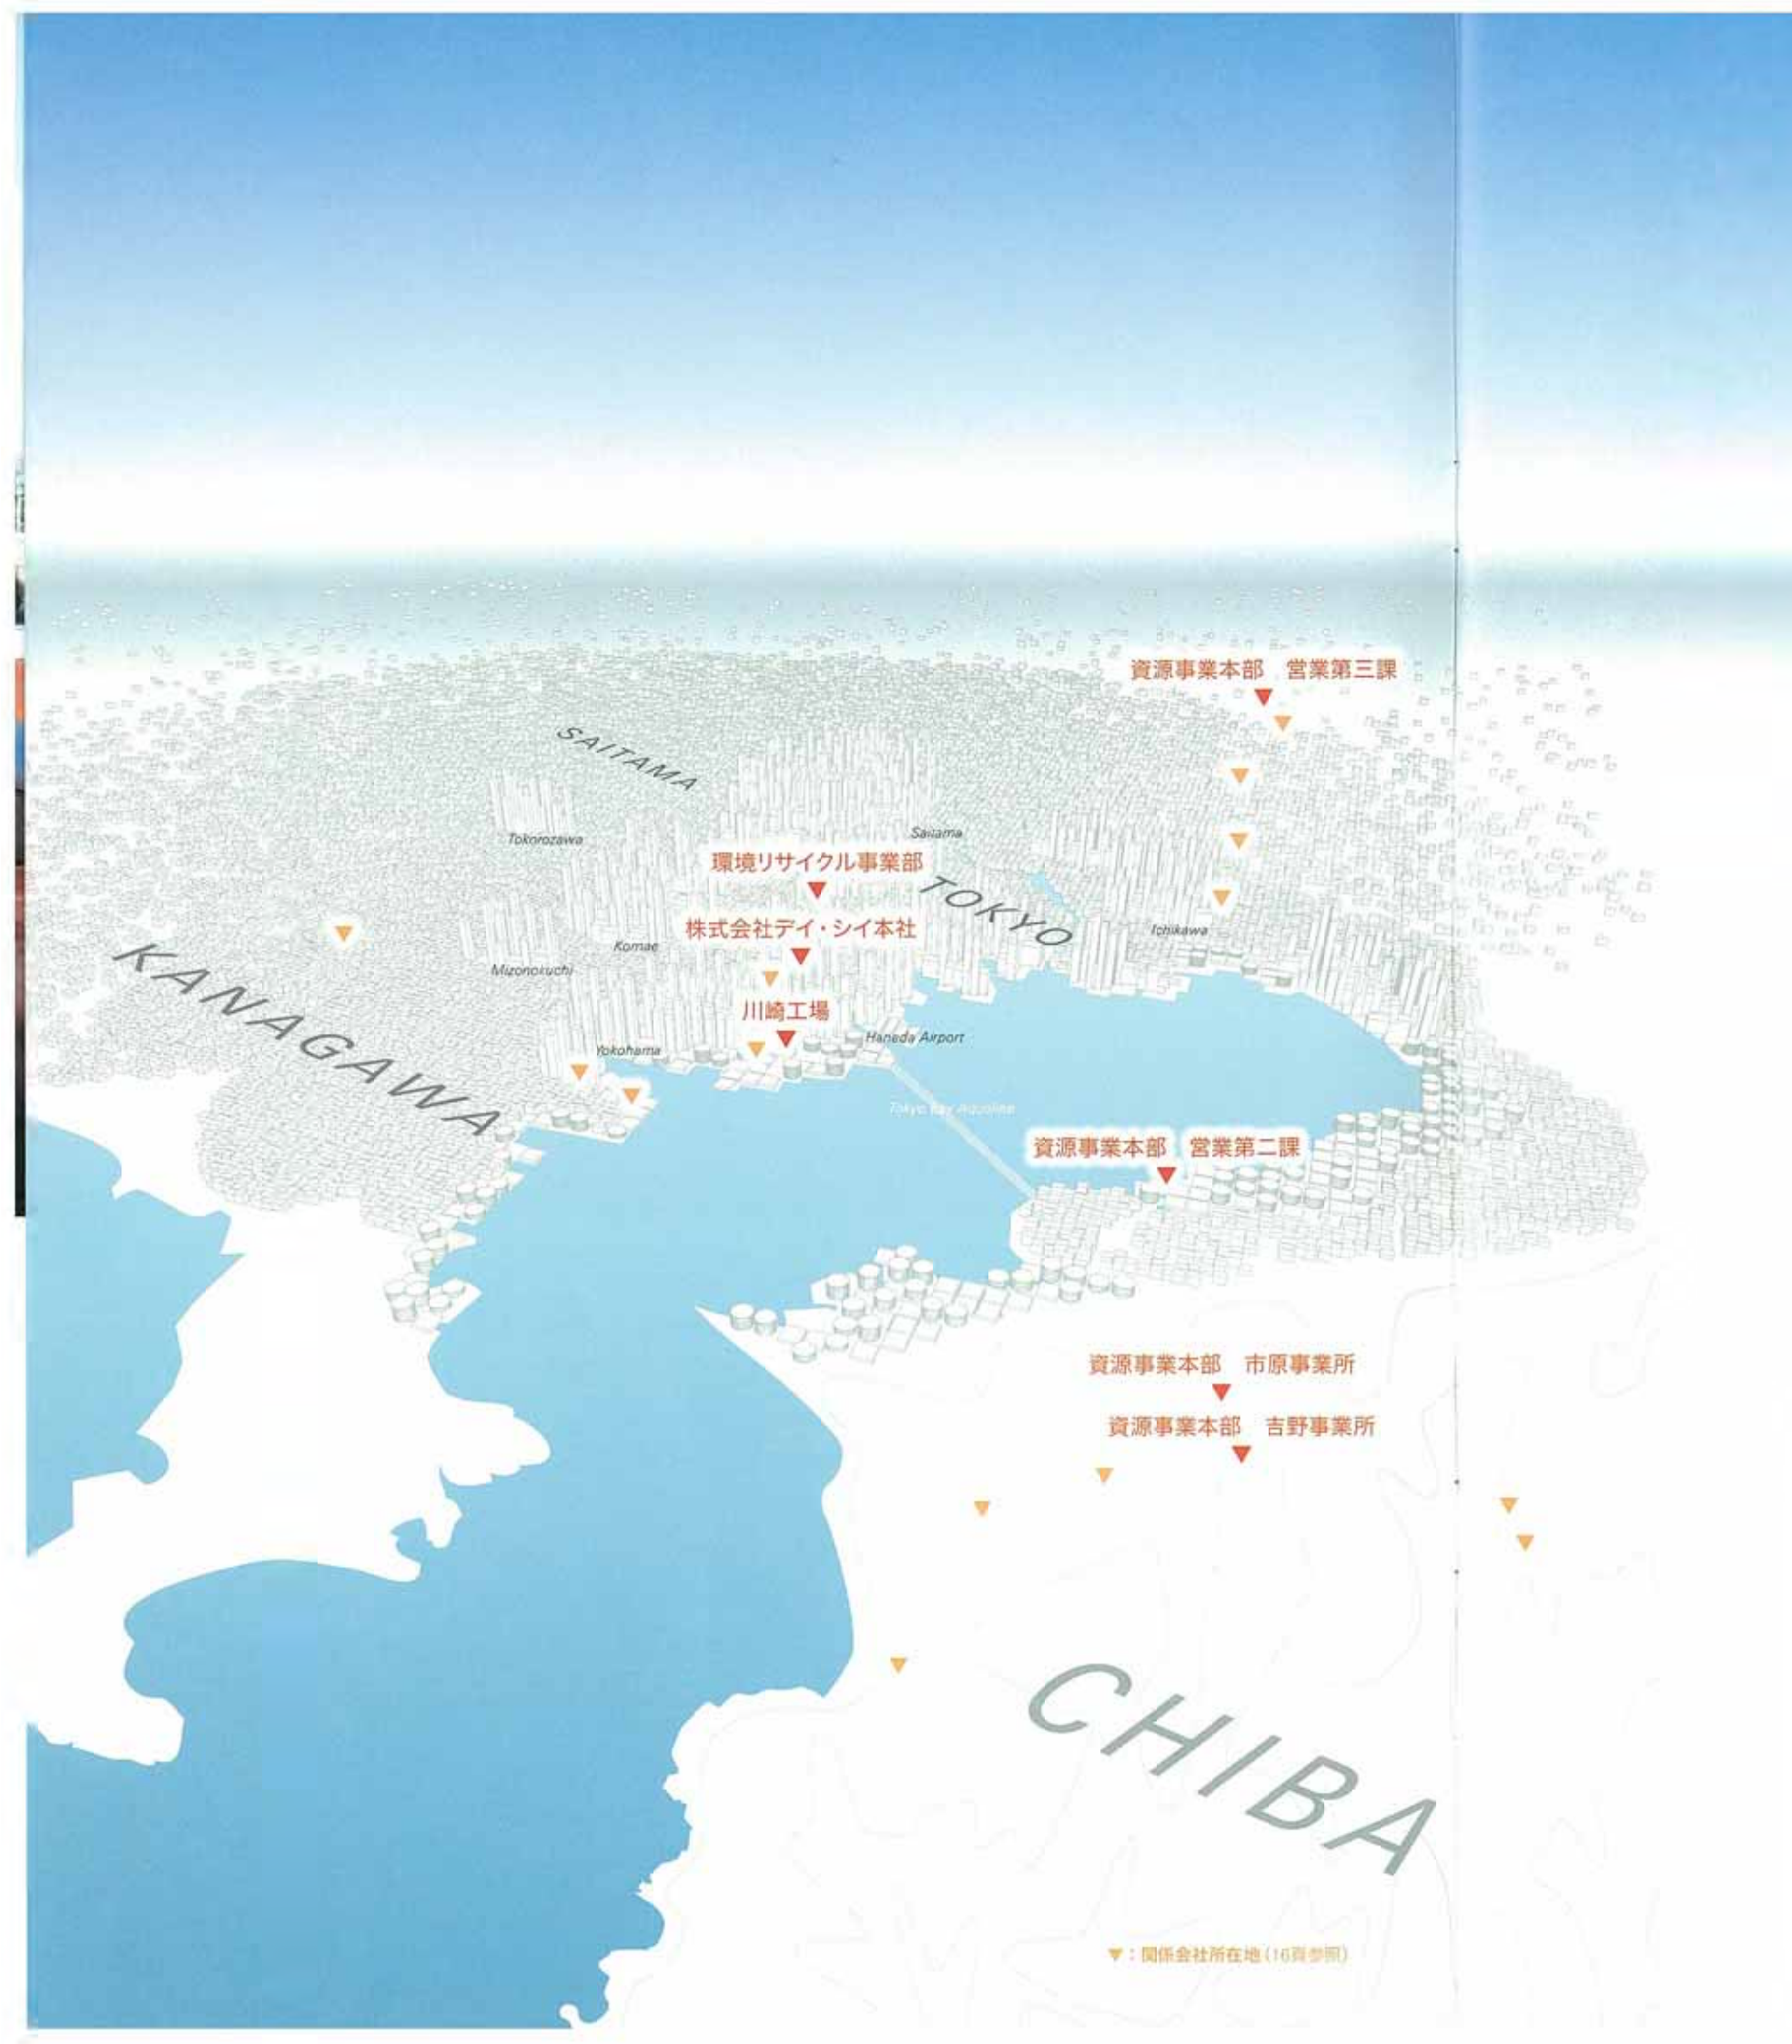 資源事業本部　営業第三課
SAITAMA
Tokorozawa
Saitama
環境リサイクル事業部
TOKYO
株式会社デイ・シイ本社
Ichikawa
Komae
KANAGAWA
Mizonokuchi
川崎工場
Haneda Airport
Yokohama
Tokyo Bay Aqualine
資源事業本部　営業第二課
資源事業本部　市原事業所
資源事業本部　吉野事業所
CHIBA
▼：関係会社所在地（16頁参照）